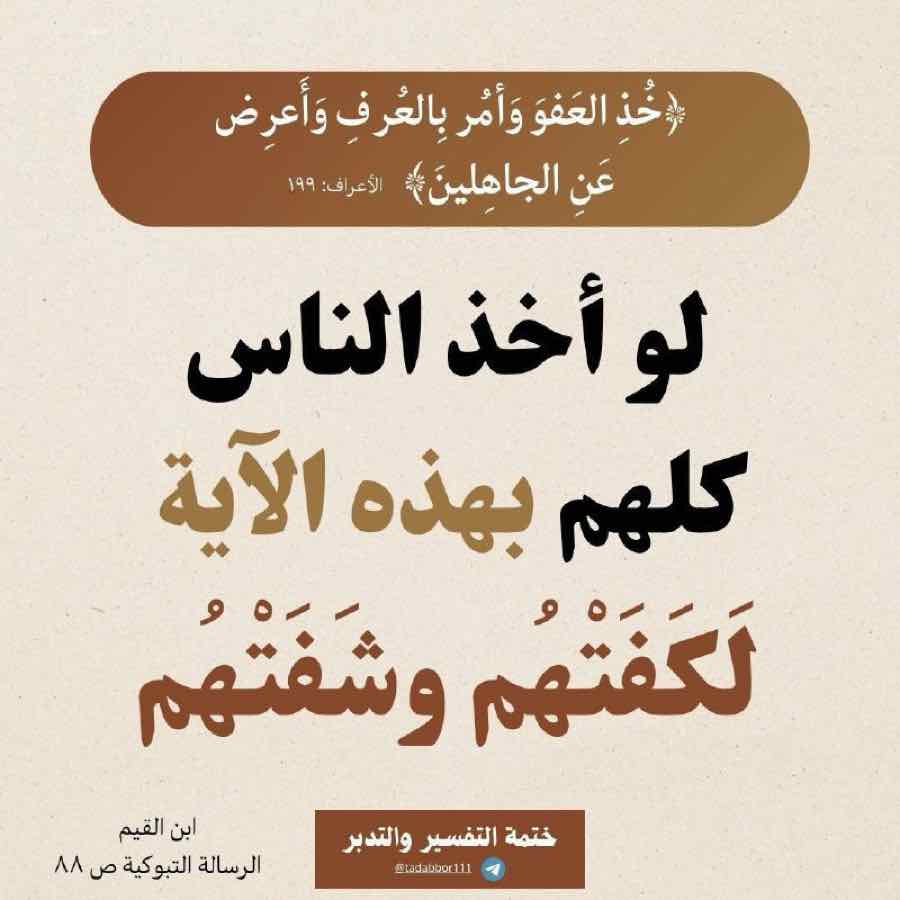 ﴿خُذِ العَفوَ وَأمُر بِالعُرفِ وَأَعرِض
عَنِ الجاهِلينَ﴾ الأعراف: ١٩٩
لو أخذ الناس
كلهم بهذه الآية
لَكَفَتْهُم وشَفَتْهُم
ابن القيم
الرسالة التبوكية ص ٨٨
ختمة التفسير والتدبر
@tadabbor111